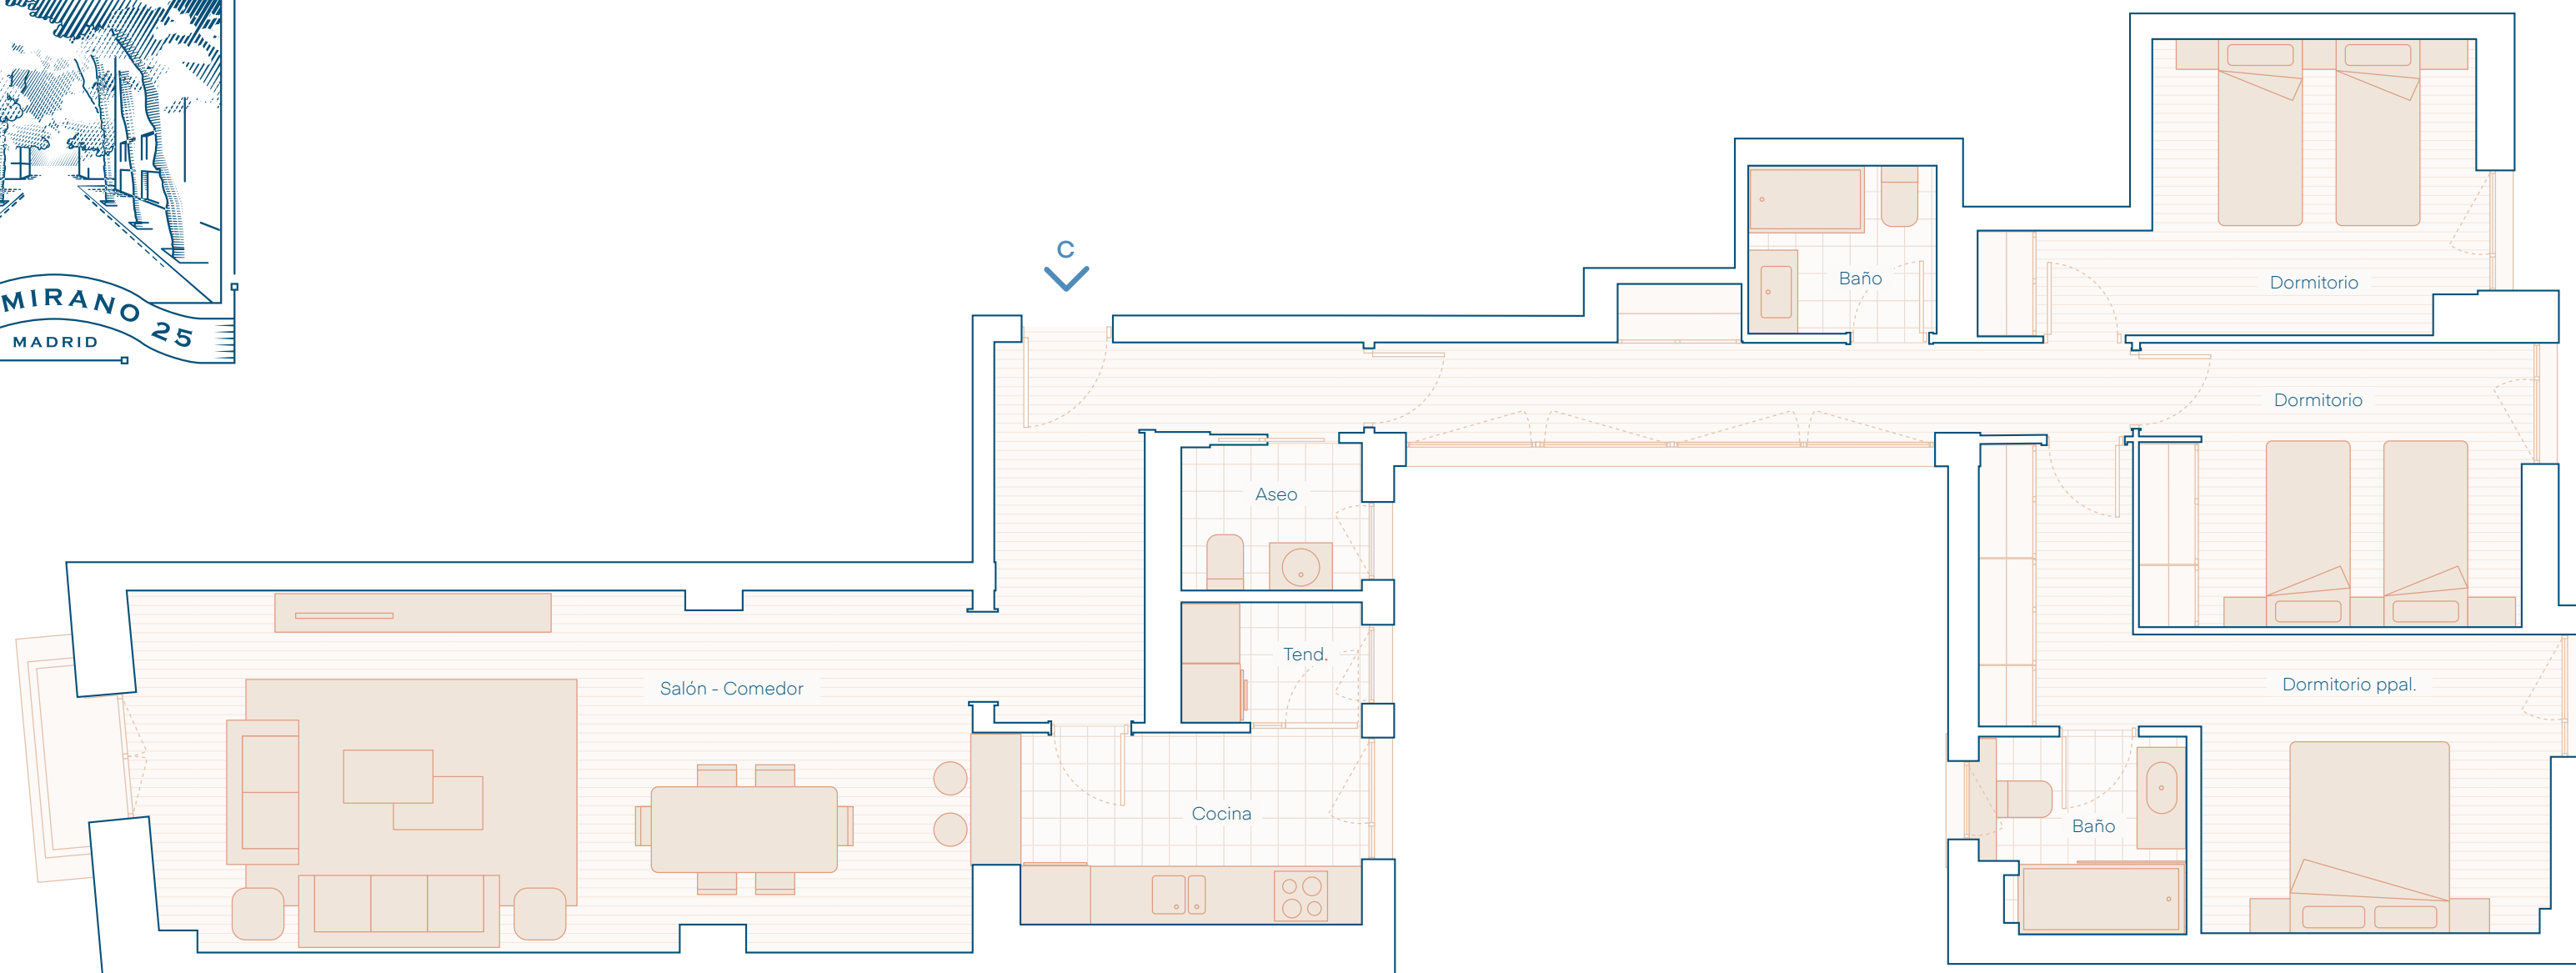 MIRANO 25
MADRID
C
Baño
Dormitorio
Dormitorio
Aseo
Tend.
Salón - Comedor
Dormitorio ppal.
Cocina
Baño